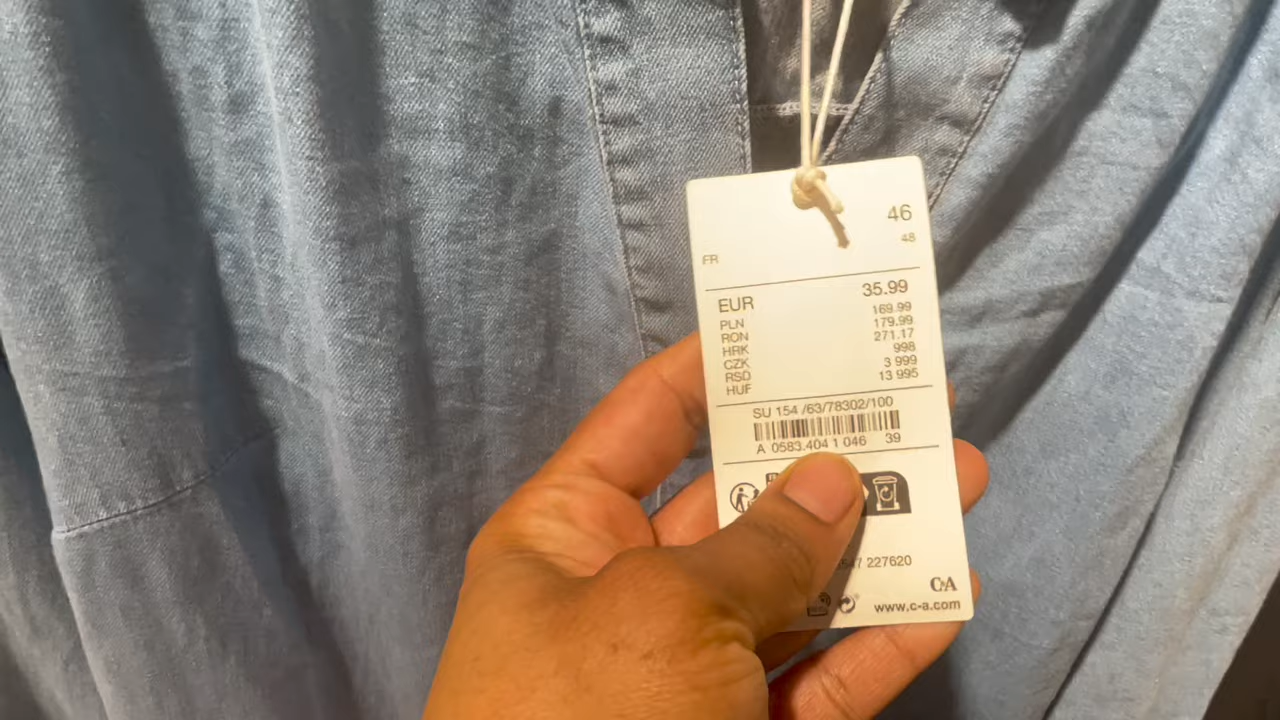 46
48
FR
EUR 35.99
PLN 169.99
RON 179.99
HRK 271.17
CZK 998
RSD 3 999
HUF 13 995
SU 154 /63/78302/100
A 0583.404 1 046 39
227620
C&A
www.c-a.com